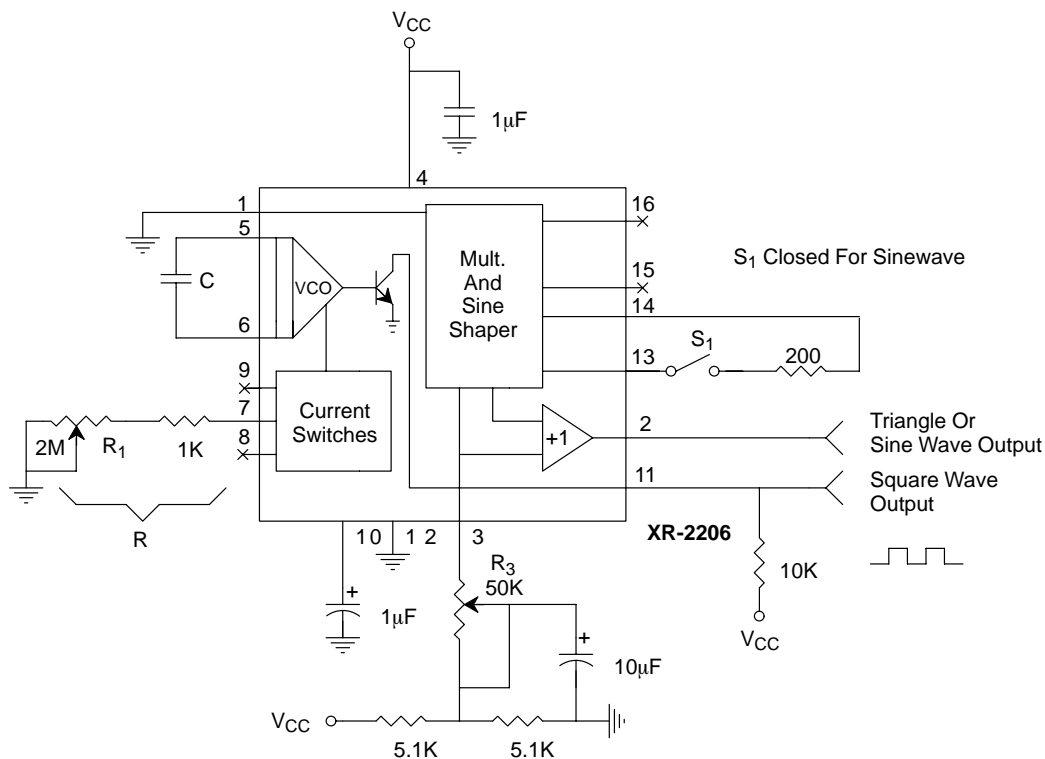 VCC
1µF
4
1
16
5
C
VCO
Mult.
And
Sine
Shaper
15
S1 Closed For Sinewave
14
6
S1
13
200
9
Current
Switches
7
8
2M
R1
1K
R
+1
2
Triangle Or
Sine Wave Output
11
Square Wave
Output
XR-2206
10
1 2
3
R3
50K
1µF
10K
VCC
10µF
VCC
5.1K
5.1K